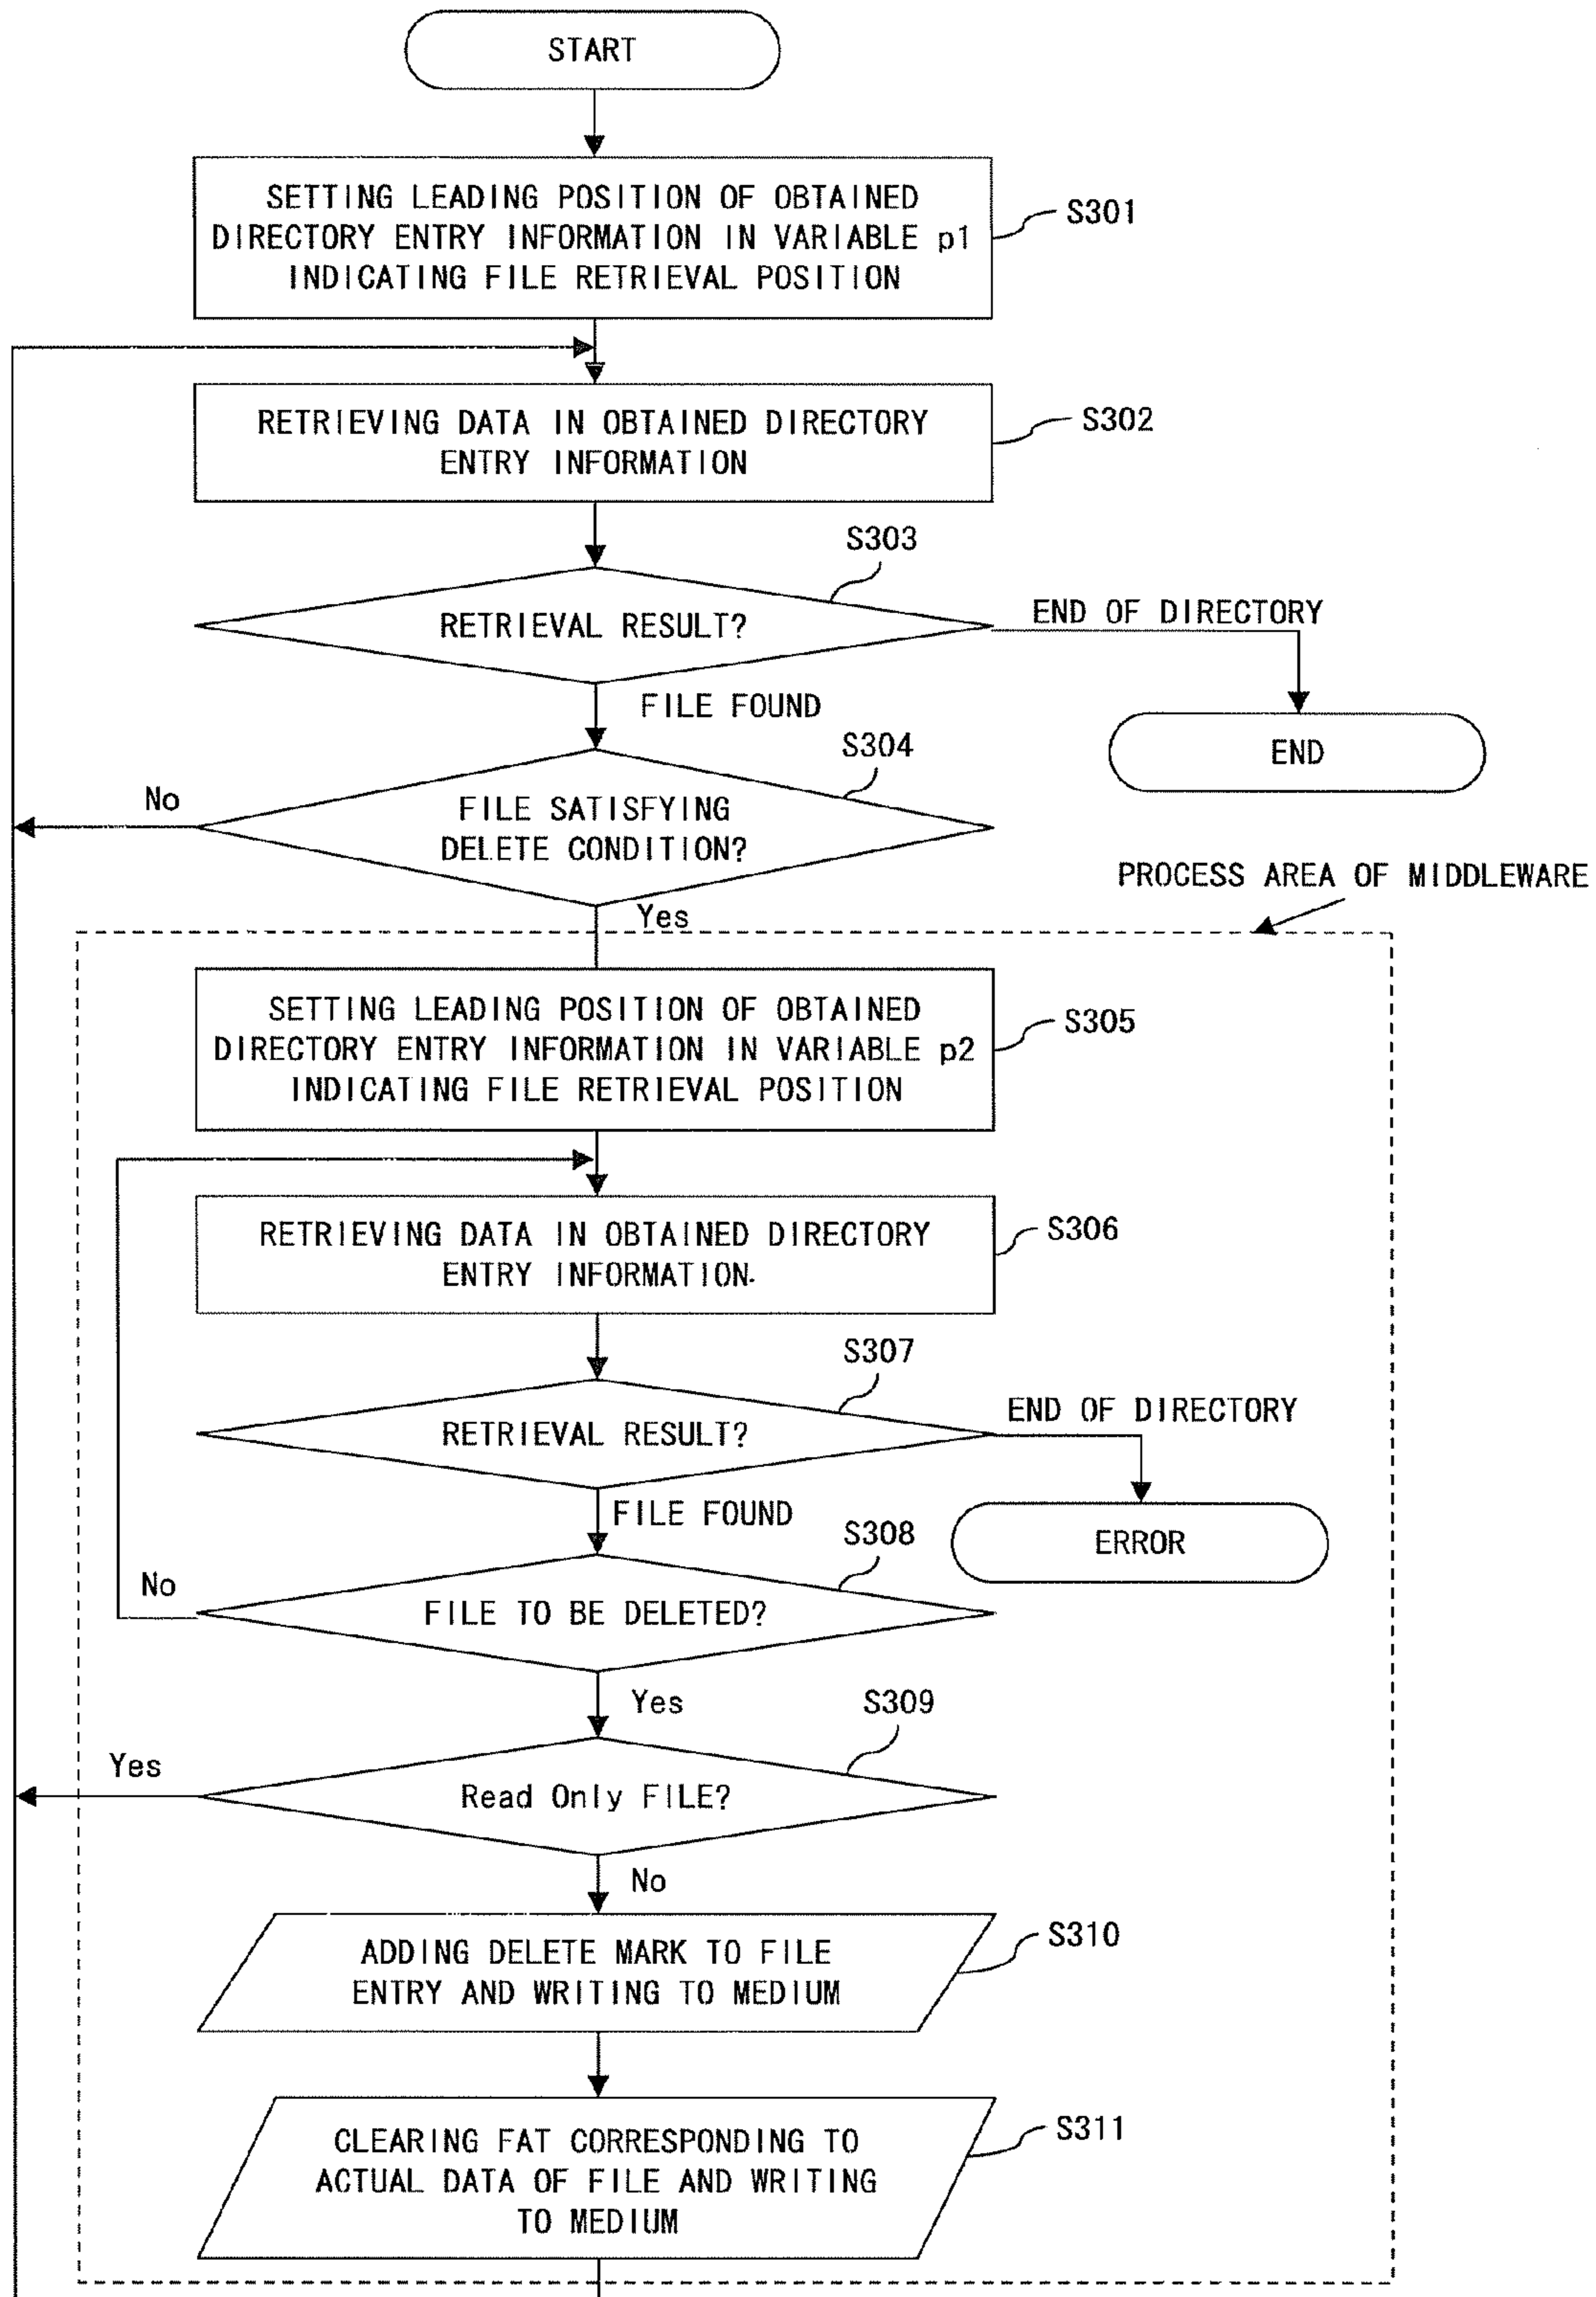 START
SETTING LEADING POSITION OF OBTAINED
DIRECTORY ENTRY INFORMATION IN VARIABLE p1
INDICATING FILE RETRIEVAL POSITION
S301
RETRIEVING DATA IN OBTAINED DIRECTORY
ENTRY INFORMATION
S302
S303
RETRIEVAL RESULT?
END OF DIRECTORY
END
FILE FOUND
S304
FILE SATISFYING
DELETE CONDITION?
No
Yes
PROCESS AREA OF MIDDLEWARE
SETTING LEADING POSITION OF OBTAINED
DIRECTORY ENTRY INFORMATION IN VARIABLE p2
INDICATING FILE RETRIEVAL POSITION
S305
RETRIEVING DATA IN OBTAINED DIRECTORY
ENTRY INFORMATION.
S306
S307
RETRIEVAL RESULT?
END OF DIRECTORY
ERROR
FILE FOUND
S308
FILE TO BE DELETED?
No
Yes
S309
Read Only FILE?
Yes
No
ADDING DELETE MARK TO FILE
ENTRY AND WRITING TO MEDIUM
S310
CLEARING FAT CORRESPONDING TO
ACTUAL DATA OF FILE AND WRITING
TO MEDIUM
S311